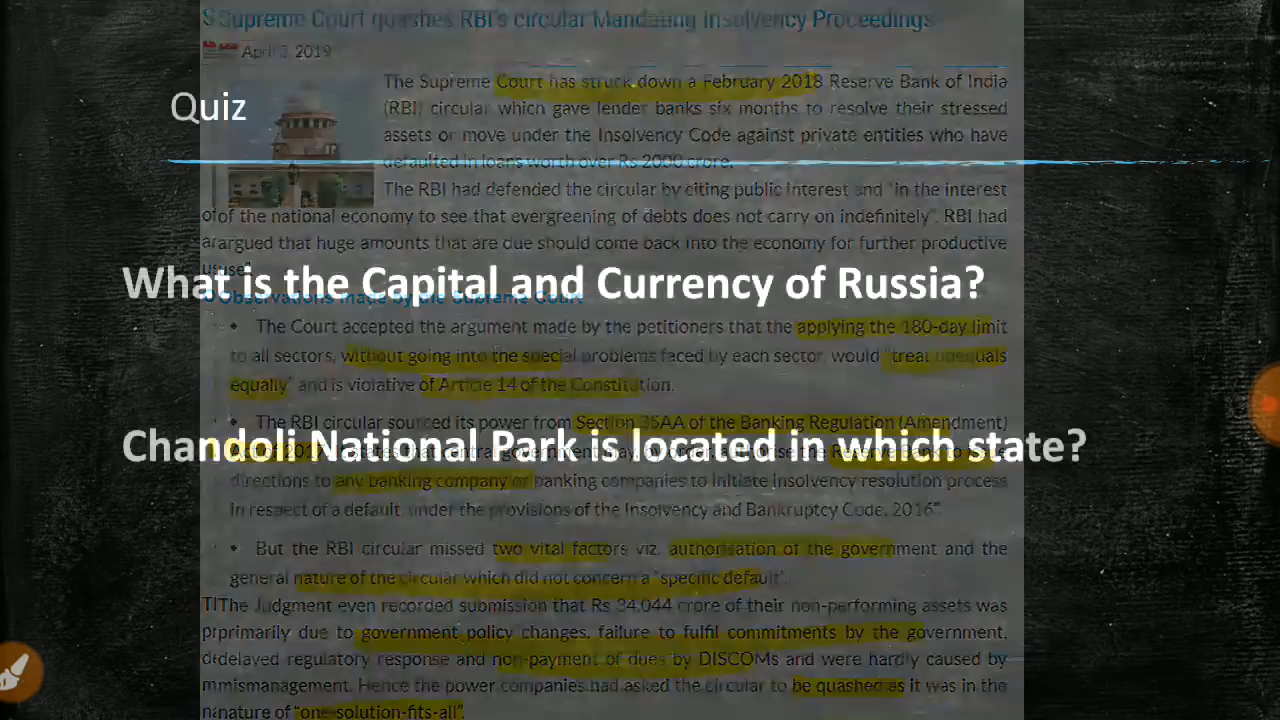 Supreme Court quashes RBI's circular Mandating Insolvency Proceedings
April 3, 2019
The Supreme Court has struck down a February 2018 Reserve Bank of India
Quiz
(RBI) circular which gave lender banks six months to resolve their stressed
assets or move under the Insolvency Code against private entities who have
defaulted in loans worth over Rs 2000 crore.
The RBI had defended the circular by citing public interest and "in the interest
of the national economy to see that evergreening of debts does not carry on indefinitely". RBI had
argued that huge amounts that are due should come back into the economy for further productive
use".
What is the Capital and Currency of Russia?
Observations made by the Supreme Court
• The Court accepted the argument made by the petitioners that the applying the 180-day limit
to all sectors, without going into the special problems faced by each sector, would "treat unequals
equally" and is violative of Article 14 of the Constitution.
• The RBI circular sourced its power from Section 35AA of the Banking Regulation (Amendment)
Chandoli National Park is located in which state?
directions to any banking company or banking companies to initiate insolvency resolution process
in respect of a default, under the provisions of the Insolvency and Bankruptcy Code, 2016".
• But the RBI circular missed two vital factors viz. authorisation of the government and the
general nature of the circular which did not concern a "specific default".
The Judgment even recorded submission that Rs 34,044 crore of their non-performing assets was
primarily due to government policy changes, failure to fulfil commitments by the government,
delayed regulatory response and non-payment of dues by DISCOMs and were hardly caused by
mismanagement. Hence the power companies had asked the circular to be quashed as it was in the
nature of "one-solution-fits-all".